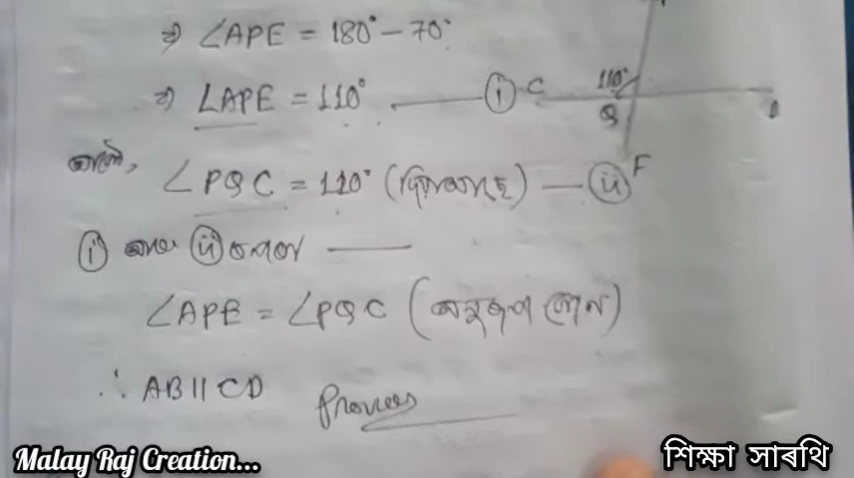 ⇒ ∠APE = 180° - 70°
⇒ ∠APE = 110° —— (i)
C 110°
Q
F
∠PQC = 110° (দিয়া আছে) — (ii)
(i) আৰু (ii) ৰ পৰা ——
∠APE = ∠PQC (অনুৰূপ কোণ)
∴ AB || CD Proved
Malay Raj Creation...
শিক্ষা সাৰথি